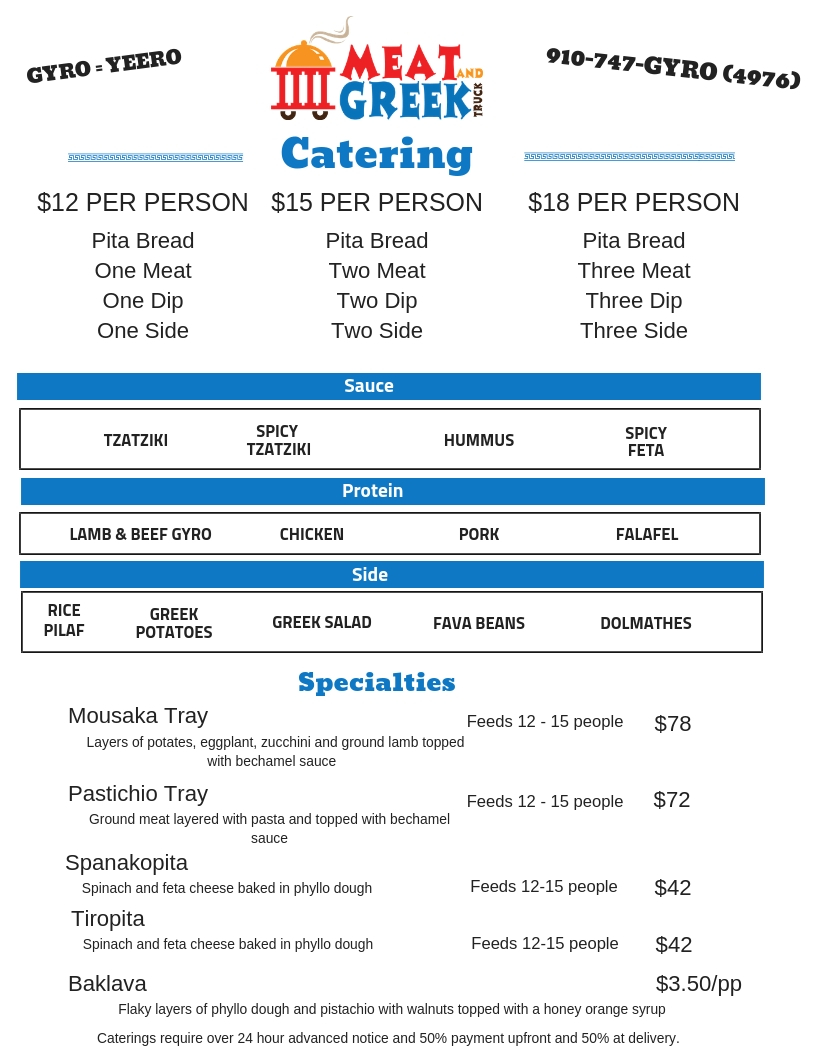 GYRO = YEERO
MEAT AND
GREEK TRUCK
910-747-GYRO (4976)
Catering
$12 PER PERSON
Pita Bread
One Meat
One Dip
One Side
$15 PER PERSON
Pita Bread
Two Meat
Two Dip
Two Side
$18 PER PERSON
Pita Bread
Three Meat
Three Dip
Three Side
Sauce
TZATZIKI
SPICY
TZATZIKI
HUMMUS
SPICY
FETA
Protein
LAMB & BEEF GYRO
CHICKEN
PORK
FALAFEL
Side
RICE
PILAF
GREEK
POTATOES
GREEK SALAD
FAVA BEANS
DOLMATHES
Specialties
Mousaka Tray
Feeds 12 - 15 people
$78
Layers of potates, eggplant, zucchini and ground lamb topped
with bechamel sauce
Pastichio Tray
Feeds 12 - 15 people
$72
Ground meat layered with pasta and topped with bechamel
sauce
Spanakopita
Spinach and feta cheese baked in phyllo dough
Feeds 12-15 people
$42
Tiropita
Spinach and feta cheese baked in phyllo dough
Feeds 12-15 people
$42
Baklava
$3.50/pp
Flaky layers of phyllo dough and pistachio with walnuts topped with a honey orange syrup
Caterings require over 24 hour advanced notice and 50% payment upfront and 50% at delivery.